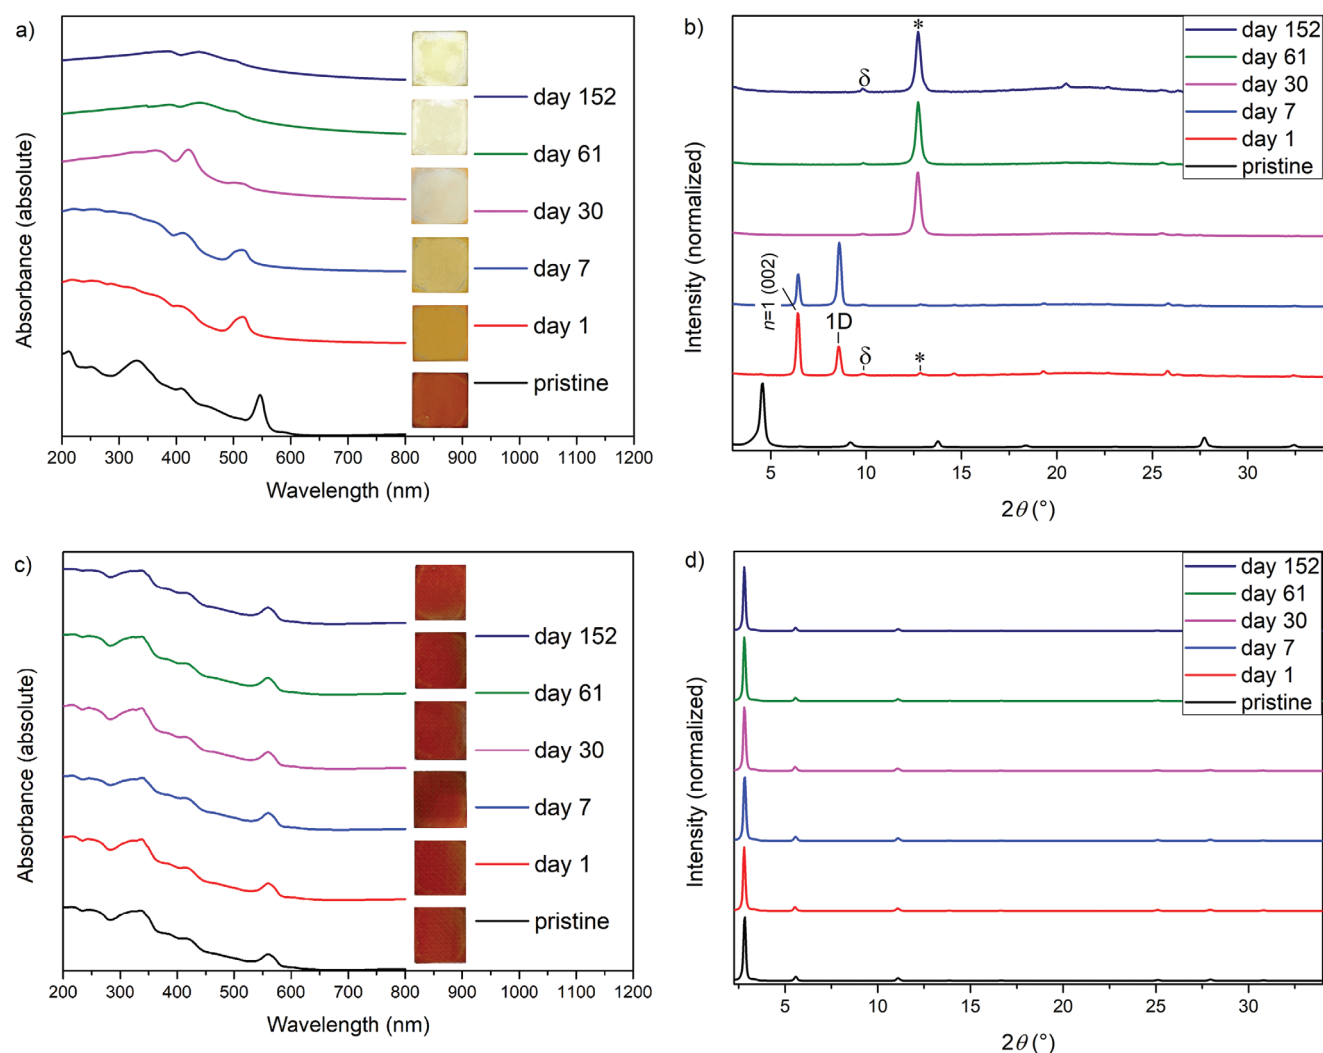 a)
Absorbance (absolute)
day 152
day 61
day 30
day 7
day 1
pristine
200 300 400 500 600 700 800 900 1000 1100 1200
Wavelength (nm)
b)
Intensity (normalized)
day 152
day 61
day 30
day 7
day 1
pristine
*
δ
n=1 (002)
1D
δ
*
5 10 15 20 25 30
2θ (°)
c)
Absorbance (absolute)
day 152
day 61
day 30
day 7
day 1
pristine
200 300 400 500 600 700 800 900 1000 1100 1200
Wavelength (nm)
d)
Intensity (normalized)
day 152
day 61
day 30
day 7
day 1
pristine
5 10 15 20 25 30
2θ (°)